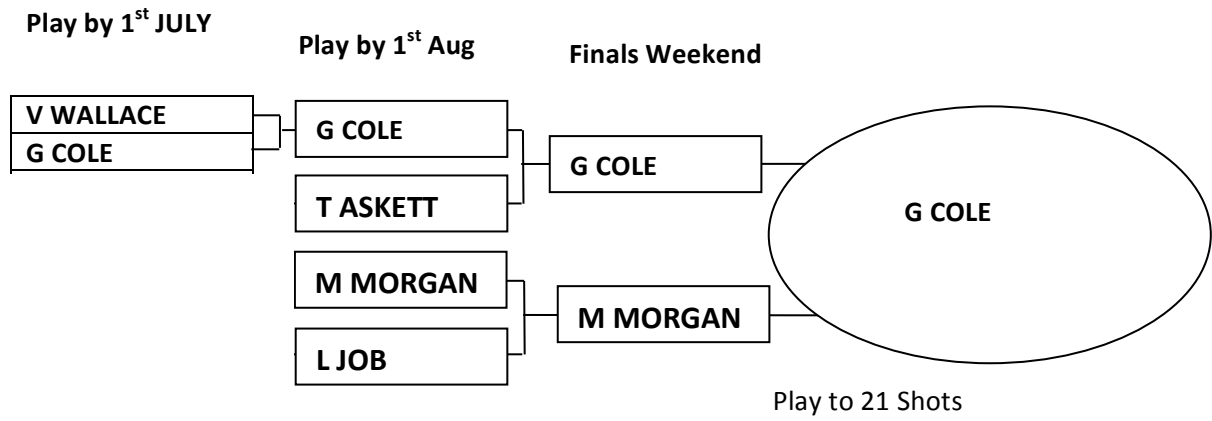 Play by 1st JULY
Play by 1st Aug
Finals Weekend
V WALLACE
G COLE
G COLE
T ASKETT
M MORGAN
L JOB
G COLE
M MORGAN
G COLE
Play to 21 Shots